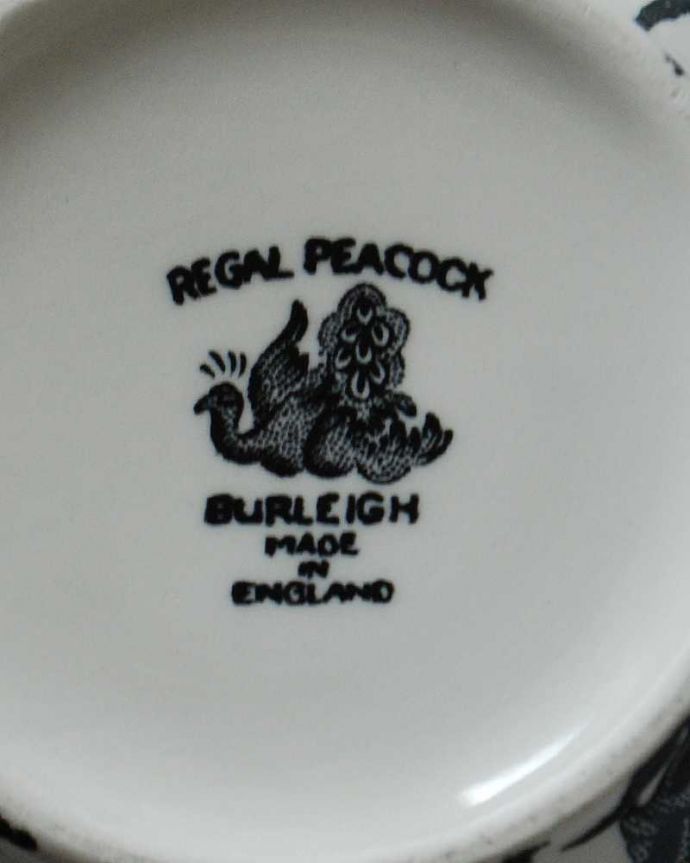 REGAL PEACOCK
BURLEIGH
MADE
IN
ENGLAND